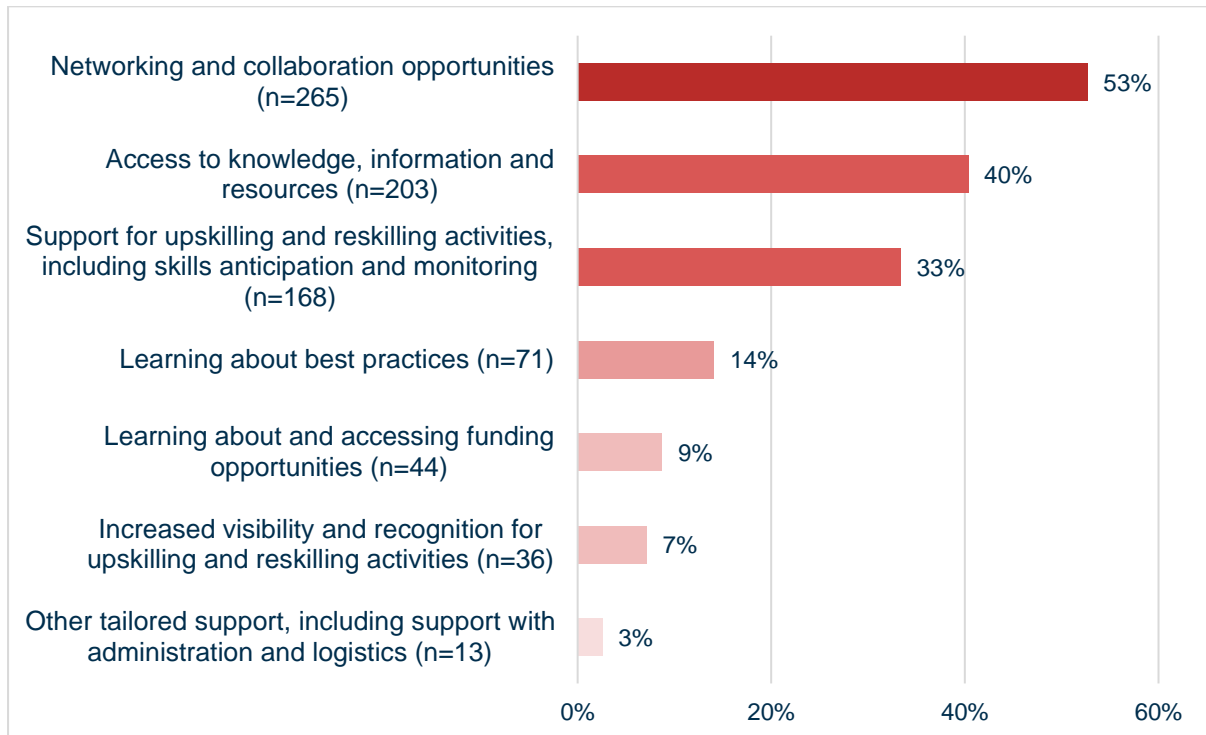 Networking and collaboration opportunities
(n=265)
53%
Access to knowledge, information and
resources (n=203)
40%
Support for upskilling and reskilling activities,
including skills anticipation and monitoring
(n=168)
33%
Learning about best practices (n=71)
14%
Learning about and accessing funding
opportunities (n=44)
9%
Increased visibility and recognition for
upskilling and reskilling activities (n=36)
7%
Other tailored support, including support with
administration and logistics (n=13)
3%
0% 20% 40% 60%